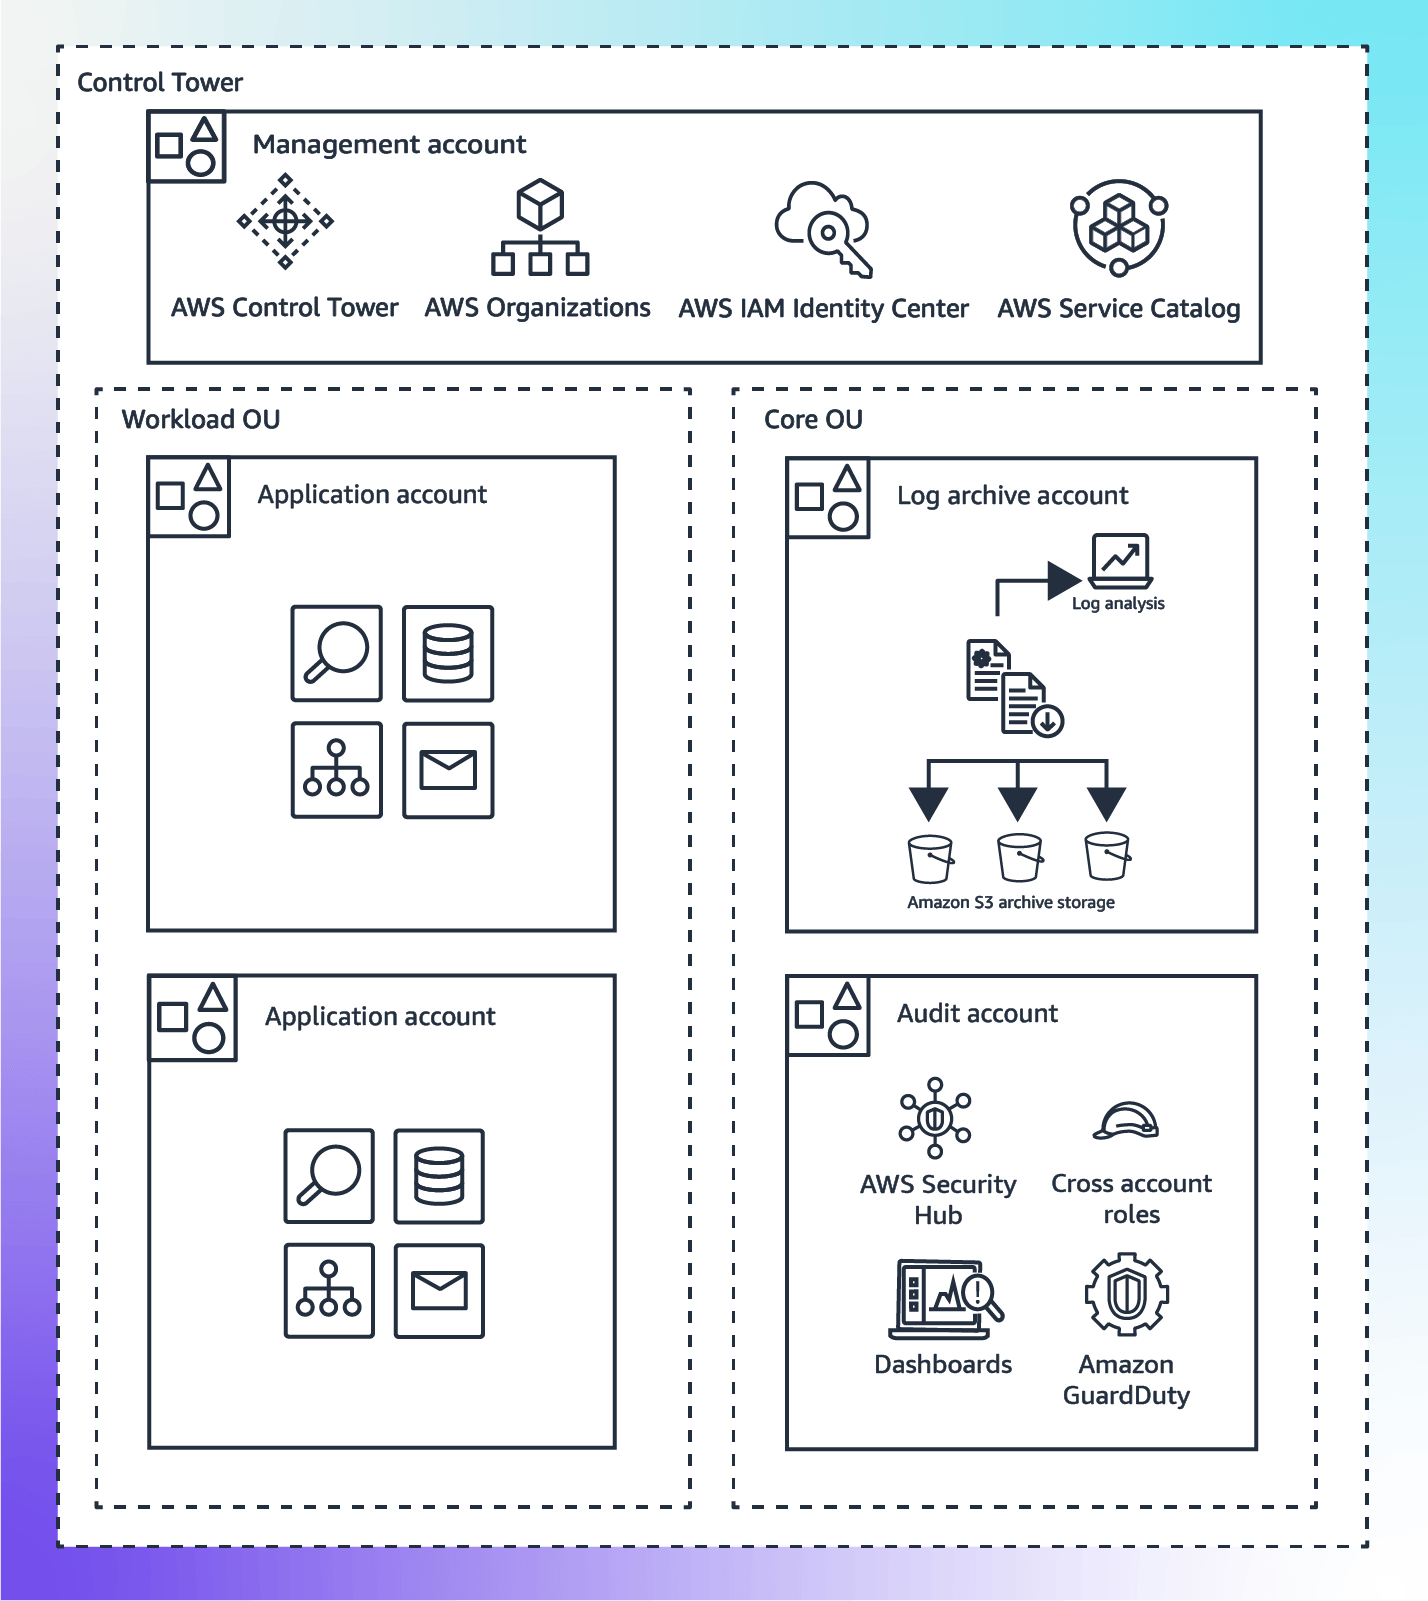 Control Tower
Management account
AWS Control Tower
AWS Organizations
AWS IAM Identity Center
AWS Service Catalog
Workload OU
Application account
Application account
Core OU
Log archive account
Log analysis
Amazon S3 archive storage
Audit account
AWS Security
Hub
Cross account
roles
Dashboards
Amazon
GuardDuty